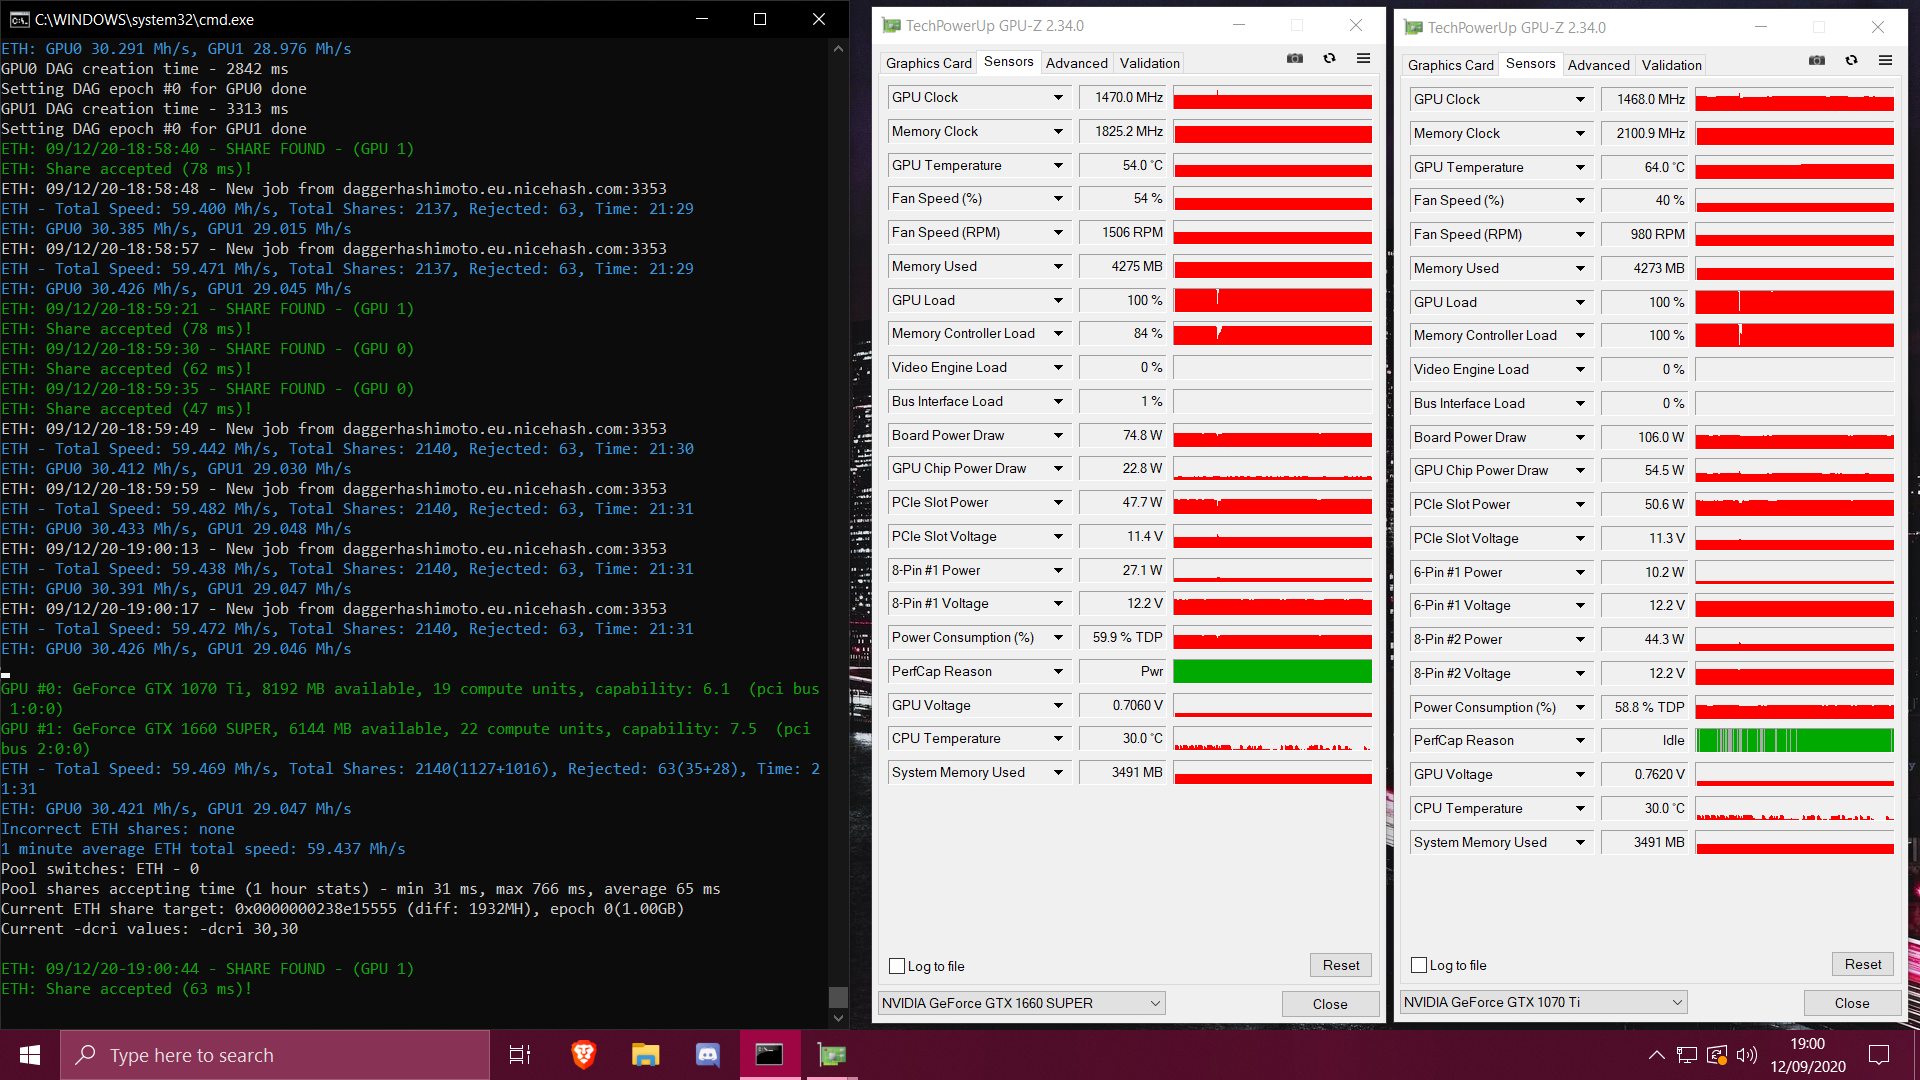 C:\WINDOWS\system32\cmd.exe
ETH: GPU0 30.291 Mh/s, GPU1 28.976 Mh/s
GPU0 DAG creation time - 2842 ms
Setting DAG epoch #0 for GPU0 done
GPU1 DAG creation time - 3313 ms
Setting DAG epoch #0 for GPU1 done
ETH: 09/12/20-18:58:40 - SHARE FOUND - (GPU 1)
ETH: Share accepted (78 ms)!
ETH: 09/12/20-18:58:48 - New job from daggerhashimoto.eu.nicehash.com:3353
ETH - Total Speed: 59.400 Mh/s, Total Shares: 2137, Rejected: 63, Time: 21:29
ETH: GPU0 30.385 Mh/s, GPU1 29.015 Mh/s
ETH: 09/12/20-18:58:57 - New job from daggerhashimoto.eu.nicehash.com:3353
ETH - Total Speed: 59.471 Mh/s, Total Shares: 2137, Rejected: 63, Time: 21:29
ETH: GPU0 30.426 Mh/s, GPU1 29.045 Mh/s
ETH: 09/12/20-18:59:21 - SHARE FOUND - (GPU 1)
ETH: Share accepted (78 ms)!
ETH: 09/12/20-18:59:30 - SHARE FOUND - (GPU 0)
ETH: Share accepted (62 ms)!
ETH: 09/12/20-18:59:35 - SHARE FOUND - (GPU 0)
ETH: Share accepted (47 ms)!
ETH: 09/12/20-18:59:49 - New job from daggerhashimoto.eu.nicehash.com:3353
ETH - Total Speed: 59.442 Mh/s, Total Shares: 2140, Rejected: 63, Time: 21:30
ETH: GPU0 30.412 Mh/s, GPU1 29.030 Mh/s
ETH: 09/12/20-18:59:59 - New job from daggerhashimoto.eu.nicehash.com:3353
ETH - Total Speed: 59.482 Mh/s, Total Shares: 2140, Rejected: 63, Time: 21:31
ETH: GPU0 30.433 Mh/s, GPU1 29.048 Mh/s
ETH: 09/12/20-19:00:13 - New job from daggerhashimoto.eu.nicehash.com:3353
ETH - Total Speed: 59.438 Mh/s, Total Shares: 2140, Rejected: 63, Time: 21:31
ETH: GPU0 30.391 Mh/s, GPU1 29.047 Mh/s
ETH: 09/12/20-19:00:17 - New job from daggerhashimoto.eu.nicehash.com:3353
ETH - Total Speed: 59.472 Mh/s, Total Shares: 2140, Rejected: 63, Time: 21:31
ETH: GPU0 30.426 Mh/s, GPU1 29.046 Mh/s
GPU #0: GeForce GTX 1070 Ti, 8192 MB available, 19 compute units, capability: 6.1  (pci bus
1:0:0)
GPU #1: GeForce GTX 1660 SUPER, 6144 MB available, 22 compute units, capability: 7.5  (pci
bus 2:0:0)
ETH - Total Speed: 59.469 Mh/s, Total Shares: 2140(1127+1016), Rejected: 63(35+28), Time: 2
1:31
ETH: GPU0 30.421 Mh/s, GPU1 29.047 Mh/s
Incorrect ETH shares: none
1 minute average ETH total speed: 59.437 Mh/s
Pool switches: ETH - 0
Pool shares accepting time (1 hour stats) - min 31 ms, max 766 ms, average 65 ms
Current ETH share target: 0x0000000238e15555 (diff: 1932MH), epoch 0(1.00GB)
Current -dcri values: -dcri 30,30
ETH: 09/12/20-19:00:44 - SHARE FOUND - (GPU 1)
ETH: Share accepted (63 ms)!
TechPowerUp GPU-Z 2.34.0
Graphics Card Sensors Advanced Validation
GPU Clock 1470.0 MHz
Memory Clock 1825.2 MHz
GPU Temperature 54.0 °C
Fan Speed (%) 54 %
Fan Speed (RPM) 1506 RPM
Memory Used 4275 MB
GPU Load 100 %
Memory Controller Load 84 %
Video Engine Load 0 %
Bus Interface Load 1 %
Board Power Draw 74.8 W
GPU Chip Power Draw 22.8 W
PCIe Slot Power 47.7 W
PCIe Slot Voltage 11.4 V
8-Pin #1 Power 27.1 W
8-Pin #1 Voltage 12.2 V
Power Consumption (%) 59.9 % TDP
PerfCap Reason Pwr
GPU Voltage 0.7060 V
CPU Temperature 30.0 °C
System Memory Used 3491 MB
Log to file Reset
NVIDIA GeForce GTX 1660 SUPER Close
TechPowerUp GPU-Z 2.34.0
Graphics Card Sensors Advanced Validation
GPU Clock 1468.0 MHz
Memory Clock 2100.9 MHz
GPU Temperature 64.0 °C
Fan Speed (%) 40 %
Fan Speed (RPM) 980 RPM
Memory Used 4273 MB
GPU Load 100 %
Memory Controller Load 100 %
Video Engine Load 0 %
Bus Interface Load 0 %
Board Power Draw 106.0 W
GPU Chip Power Draw 54.5 W
PCIe Slot Power 50.6 W
PCIe Slot Voltage 11.3 V
6-Pin #1 Power 10.2 W
6-Pin #1 Voltage 12.2 V
8-Pin #2 Power 44.3 W
8-Pin #2 Voltage 12.2 V
Power Consumption (%) 58.8 % TDP
PerfCap Reason Idle
GPU Voltage 0.7620 V
CPU Temperature 30.0 °C
System Memory Used 3491 MB
Log to file Reset
NVIDIA GeForce GTX 1070 Ti Close
Type here to search
19:00
12/09/2020